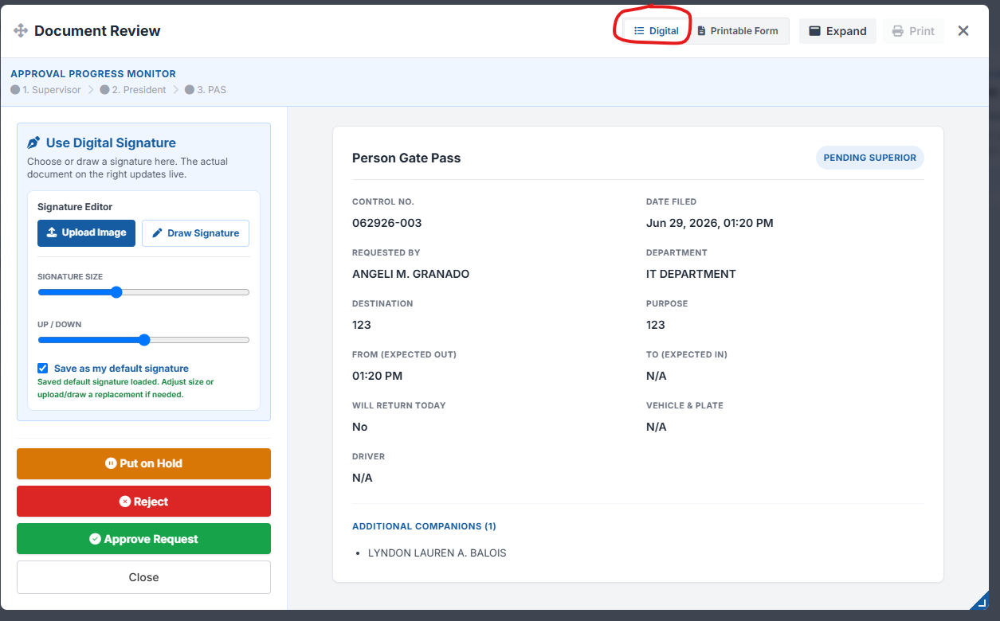 Document Review
Digital
Printable Form
Expand
Print
APPROVAL PROGRESS MONITOR
1. Supervisor
2. President
3. PAS
Use Digital Signature
Choose or draw a signature here. The actual
document on the right updates live.
Signature Editor
Upload Image
Draw Signature
SIGNATURE SIZE
UP / DOWN
Save as my default signature
Saved default signature loaded. Adjust size or
upload/draw a replacement if needed.
Put on Hold
Reject
Approve Request
Close
Person Gate Pass
PENDING SUPERIOR
CONTROL NO.
062926-003
DATE FILED
Jun 29, 2026, 01:20 PM
REQUESTED BY
ANGELI M. GRANADO
DEPARTMENT
IT DEPARTMENT
DESTINATION
123
PURPOSE
123
FROM (EXPECTED OUT)
01:20 PM
TO (EXPECTED IN)
N/A
WILL RETURN TODAY
No
VEHICLE & PLATE
N/A
DRIVER
N/A
ADDITIONAL COMPANIONS (1)
• LYNDON LAUREN A. BALOIS